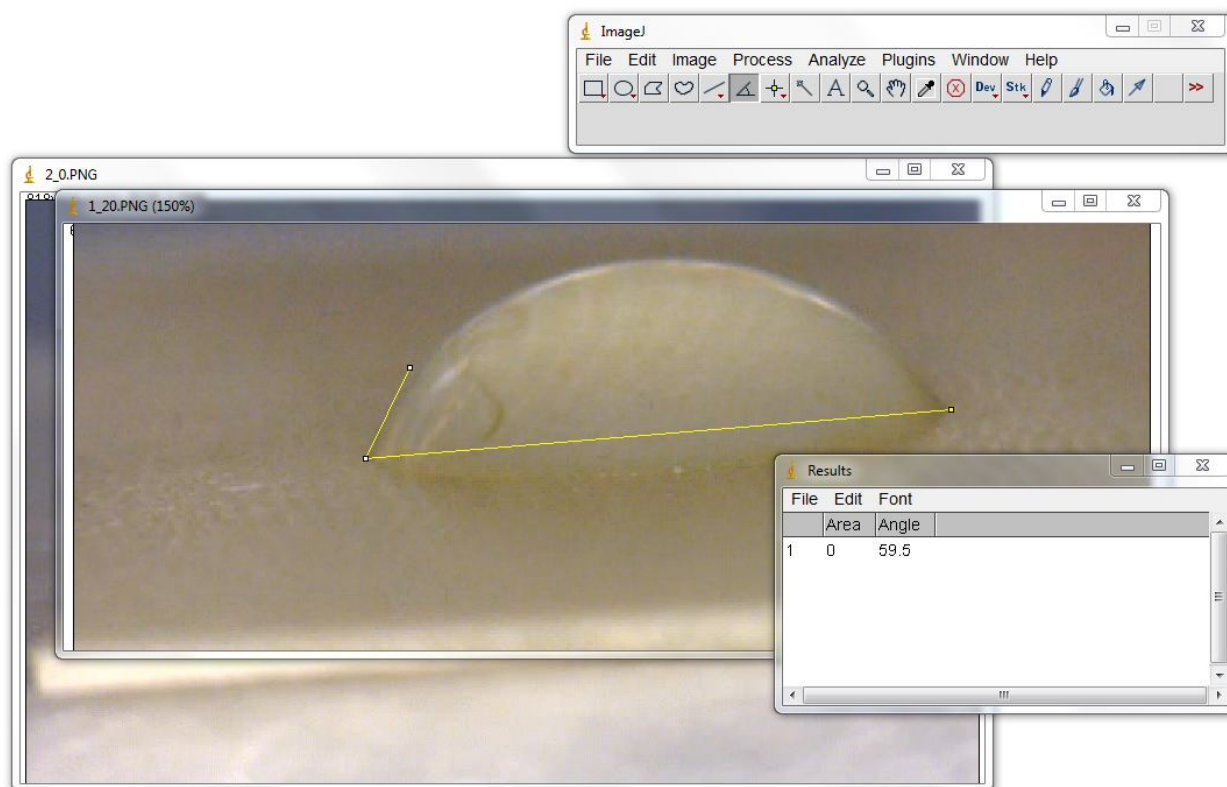 ImageJ
File Edit Image Process Analyze Plugins Window Help
A Dev Stk >>
2_0.PNG
1_20.PNG (150%)
Results
File Edit Font
Area Angle
1 0 59.5